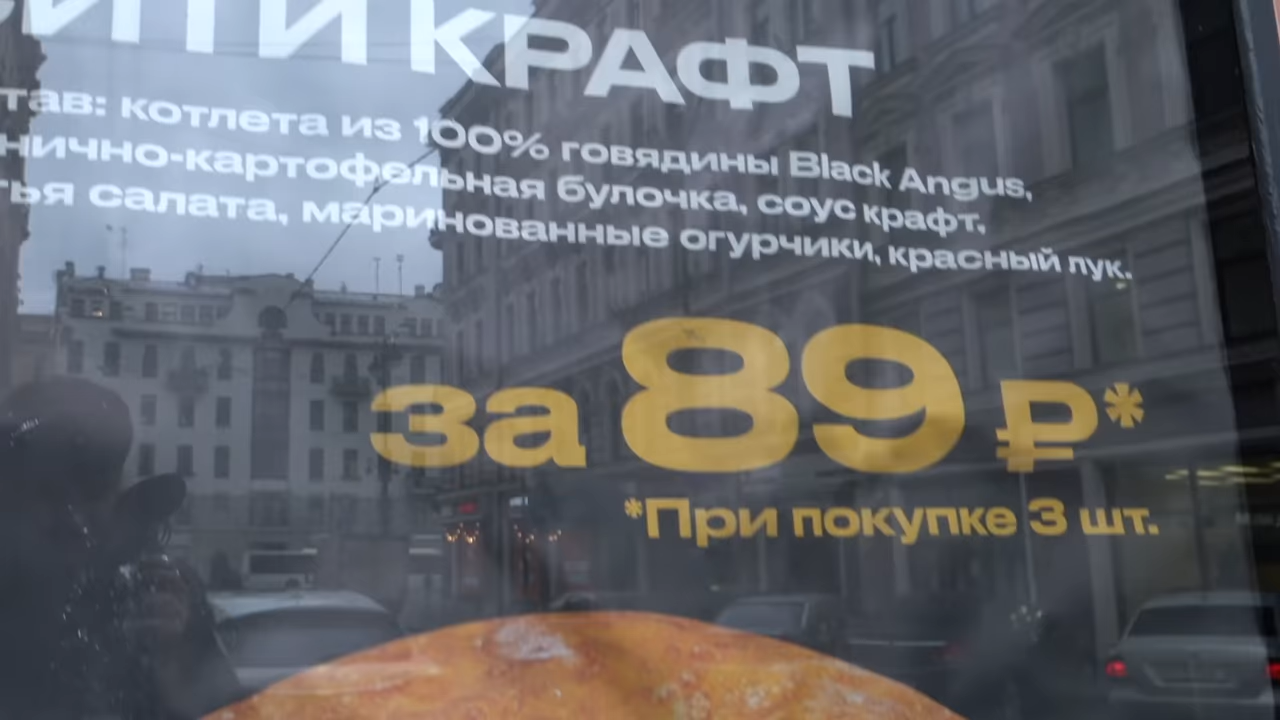 СИТИ КРАФТ
тав: котлета из 100% говядины Black Angus,
нично-картофельная булочка, соус крафт,
тья салата, маринованные огурчики, красный лук.
за 89 ₽*
*При покупке 3 шт.